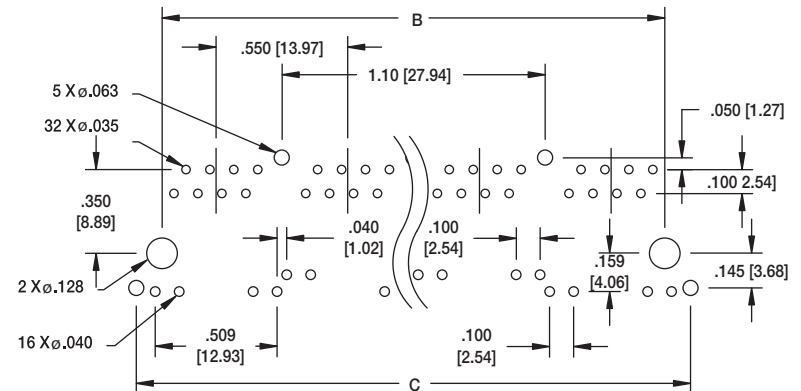 B
.550 [13.97]
1.10 [27.94]
5 X ø.063
.050 [1.27]
32 X ø.035
.100 2.54]
.350
[8.89]
.040
[1.02]
.100
[2.54]
.159
[4.06]
.145 [3.68]
2 X ø.128
16 X ø.040
.509
[12.93]
.100
[2.54]
C